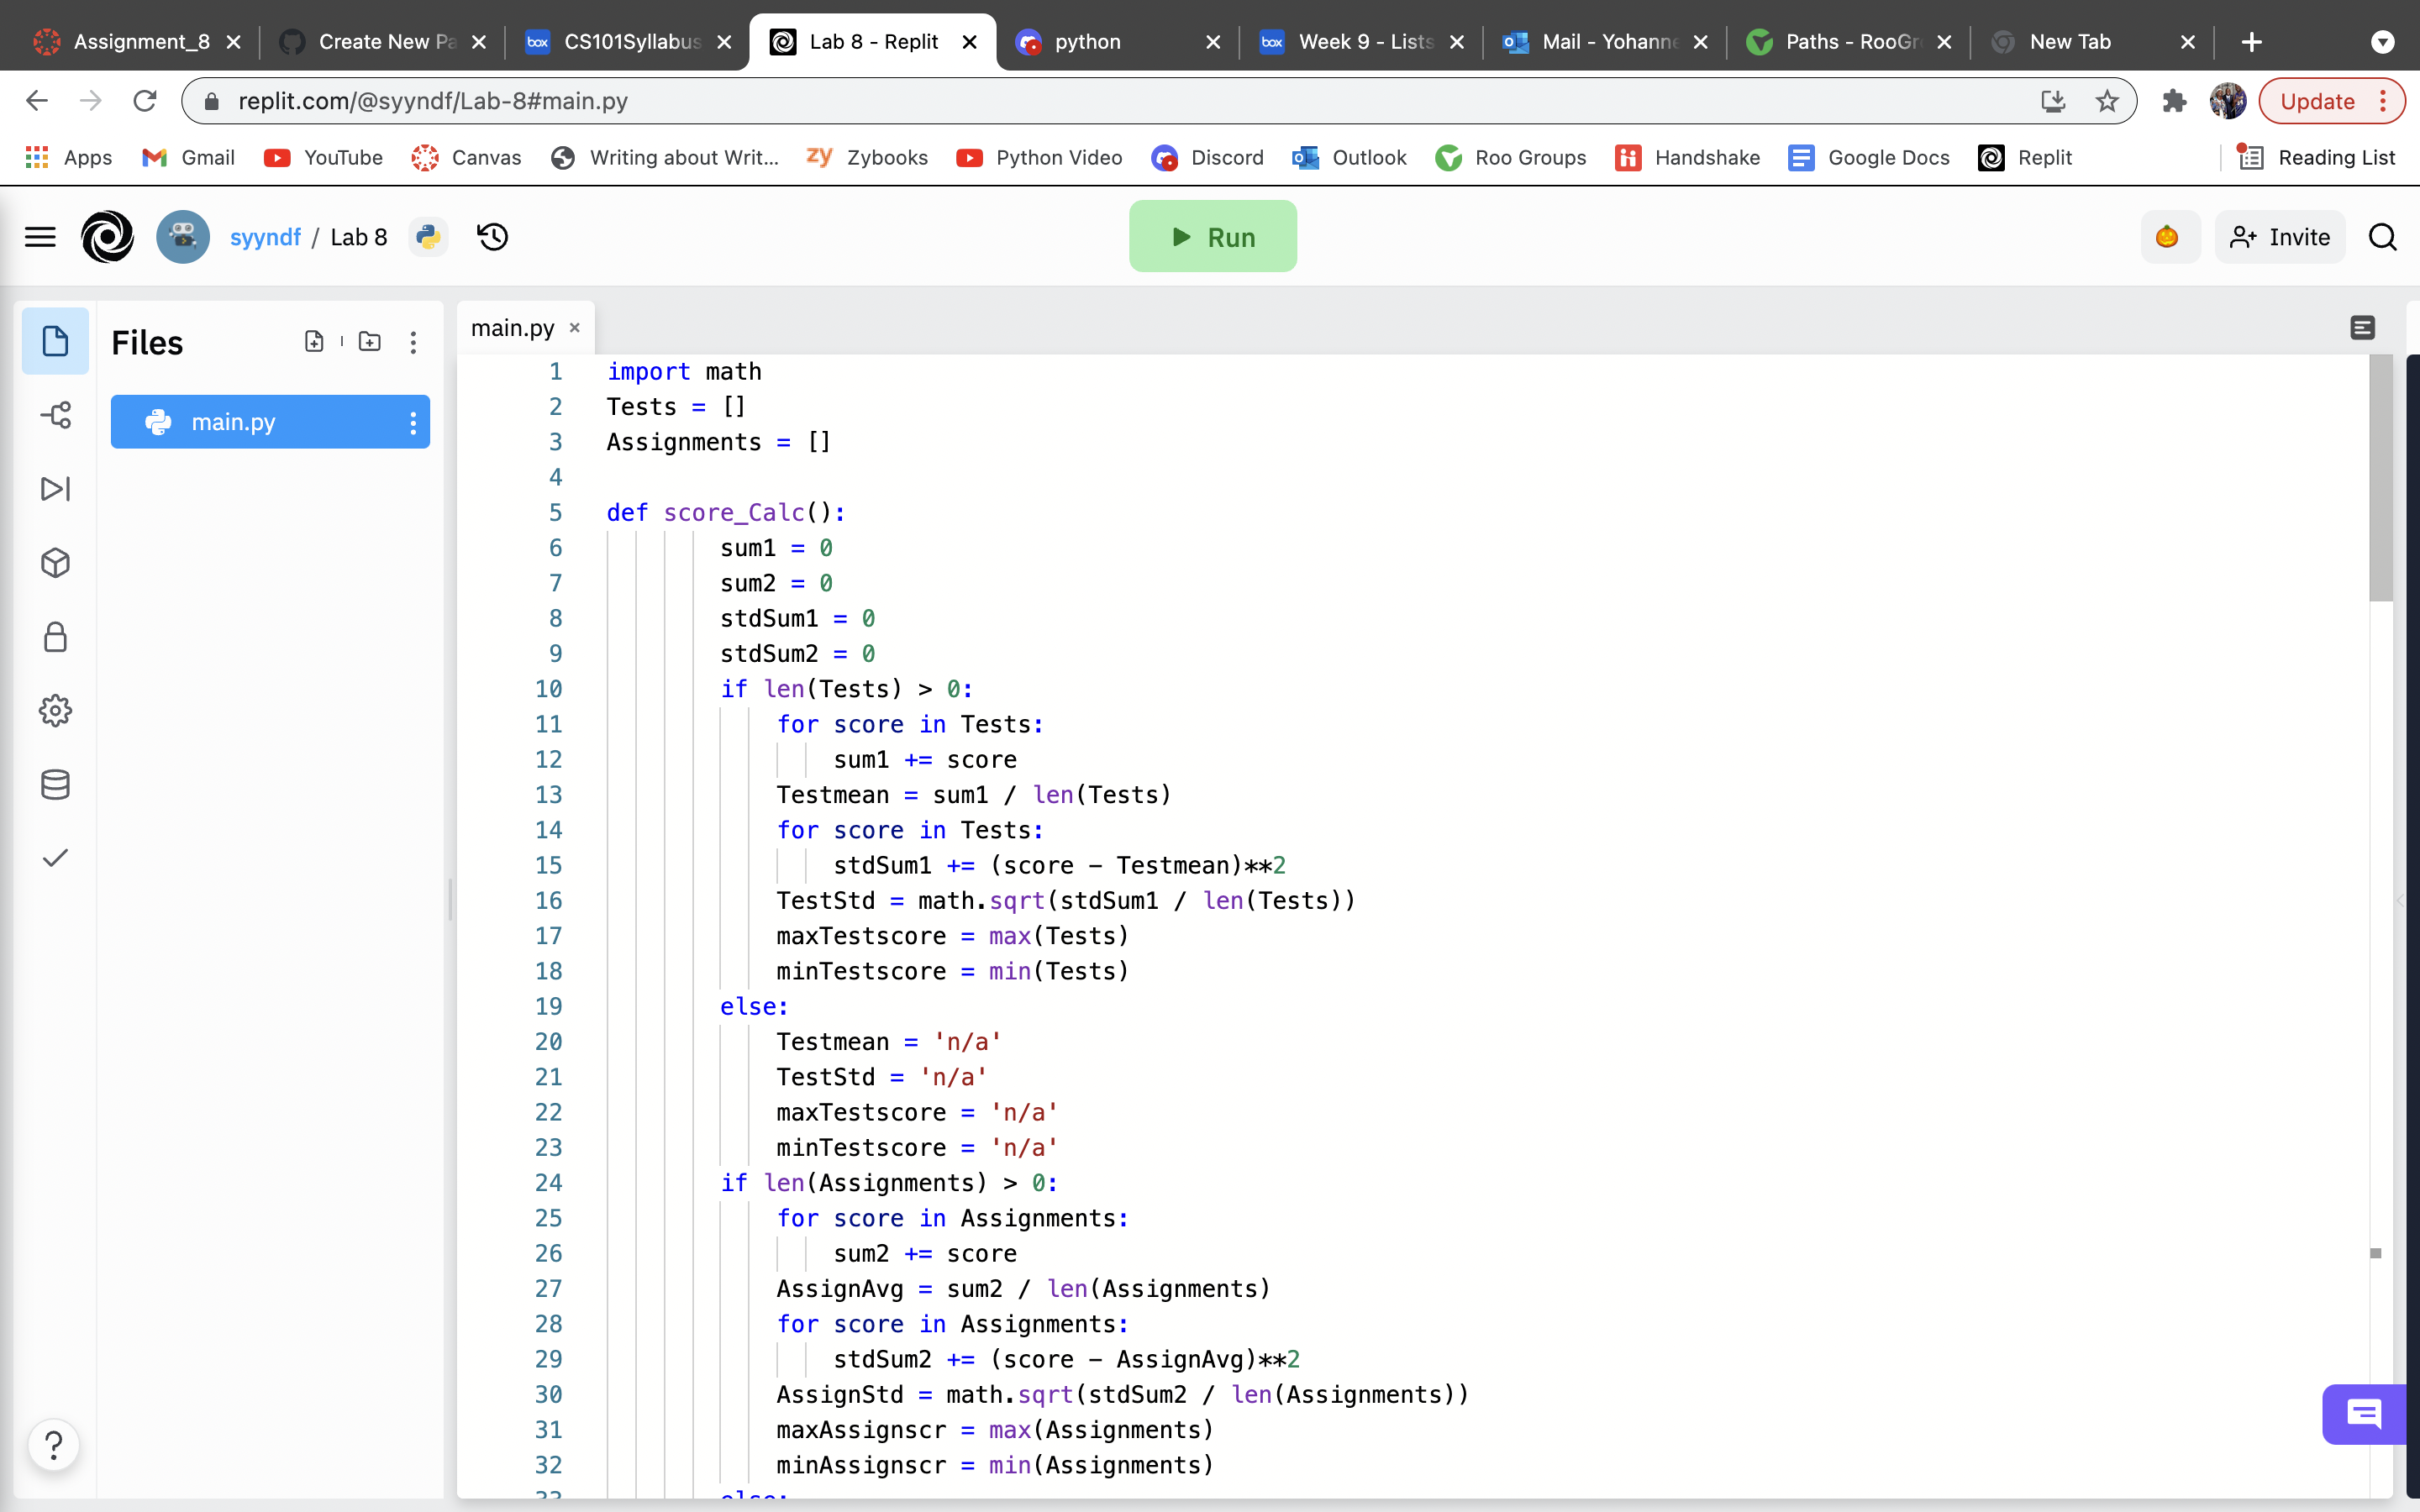 Assignment_8
Create New Pa
CS101Syllabus
Lab 8 - Replit
python
Week 9 - Lists
Mail - Yohanne
Paths - RooGr
New Tab
replit.com/@syyndf/Lab-8#main.py
Update
Apps
Gmail
YouTube
Canvas
Writing about Writ...
zy Zybooks
Python Video
Discord
Outlook
Roo Groups
Handshake
Google Docs
Replit
Reading List
syyndf / Lab 8
Run
Invite
Files
main.py
main.py
1 import math
2 Tests = []
3 Assignments = []
4
5 def score_Calc():
6 sum1 = 0
7 sum2 = 0
8 stdSum1 = 0
9 stdSum2 = 0
10 if len(Tests) > 0:
11 for score in Tests:
12 sum1 += score
13 Testmean = sum1 / len(Tests)
14 for score in Tests:
15 stdSum1 += (score - Testmean)**2
16 TestStd = math.sqrt(stdSum1 / len(Tests))
17 maxTestscore = max(Tests)
18 minTestscore = min(Tests)
19 else:
20 Testmean = 'n/a'
21 TestStd = 'n/a'
22 maxTestscore = 'n/a'
23 minTestscore = 'n/a'
24 if len(Assignments) > 0:
25 for score in Assignments:
26 sum2 += score
27 AssignAvg = sum2 / len(Assignments)
28 for score in Assignments:
29 stdSum2 += (score - AssignAvg)**2
30 AssignStd = math.sqrt(stdSum2 / len(Assignments))
31 maxAssignscr = max(Assignments)
32 minAssignscr = min(Assignments)
33 else: